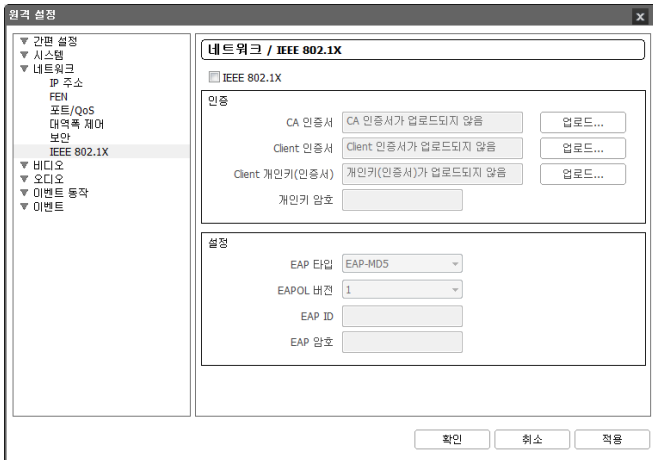 원격 설정
x
간편 설정
시스템
네트워크
IP 주소
FEN
포트/QoS
대역폭 제어
보안
IEEE 802.1X
비디오
오디오
이벤트 동작
이벤트
네트워크 / IEEE 802.1X
IEEE 802.1X
인증
CA 인증서 CA 인증서가 업로드되지 않음 업로드...
Client 인증서 Client 인증서가 업로드되지 않음 업로드...
Client 개인키(인증서) 개인키(인증서)가 업로드되지 않음 업로드...
개인키 암호
설정
EAP 타입 EAP-MD5
EAPOL 버전 1
EAP ID
EAP 암호
확인 취소 적용